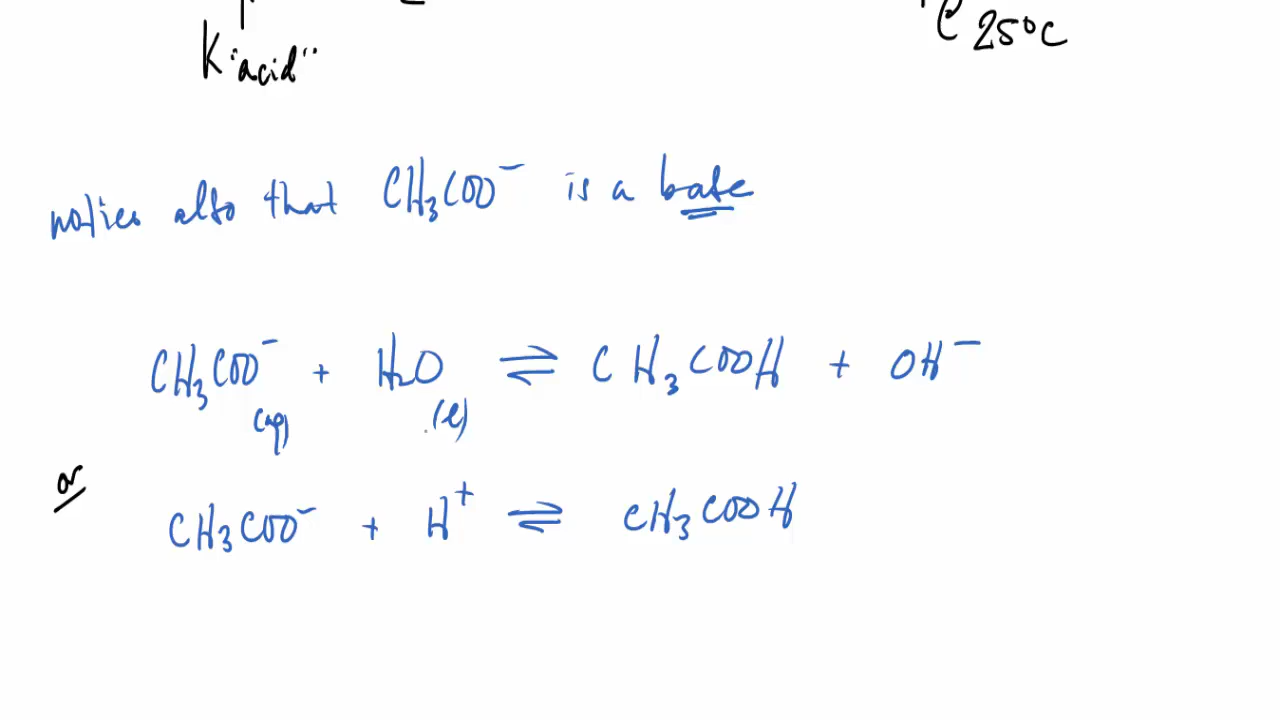 K "acid"
@ 25°C
notice also that CH₃COO⁻ is a base
CH₃COO⁻ + H₂O ⇌ CH₃COOH + OH⁻
(aq) (l)
or
CH₃COO⁻ + H⁺ ⇌ CH₃COOH